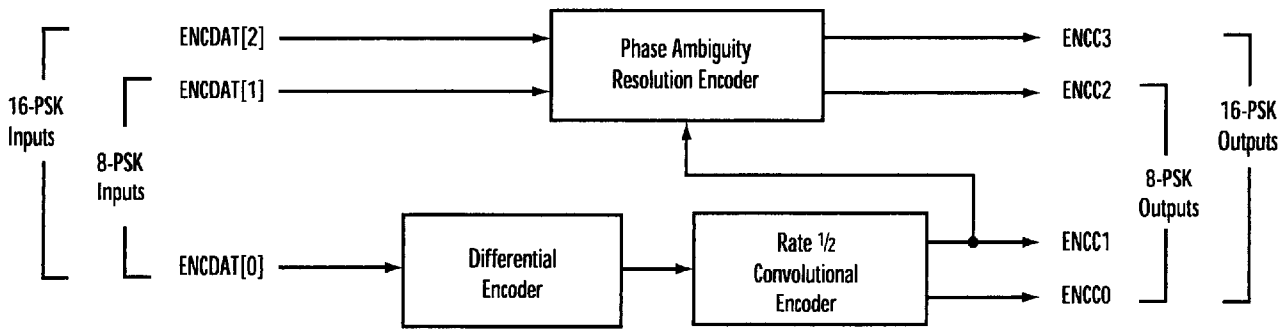 ENCDAT[2]
Phase Ambiguity
Resolution Encoder
ENCC3
ENCDAT[1]
ENCC2
16-PSK
Inputs
8-PSK
Inputs
16-PSK
Outputs
8-PSK
Outputs
ENCDAT[0]
Differential
Encoder
Rate 1/2
Convolutional
Encoder
ENCC1
ENCC0